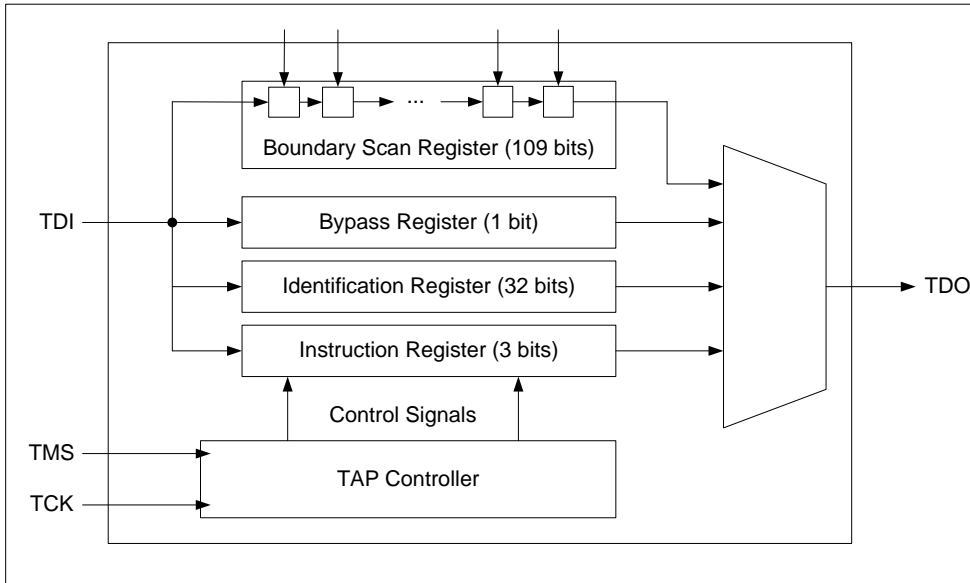 ...
Boundary Scan Register (109 bits)
TDI
Bypass Register (1 bit)
Identification Register (32 bits)
TDO
Instruction Register (3 bits)
Control Signals
TMS
TAP Controller
TCK